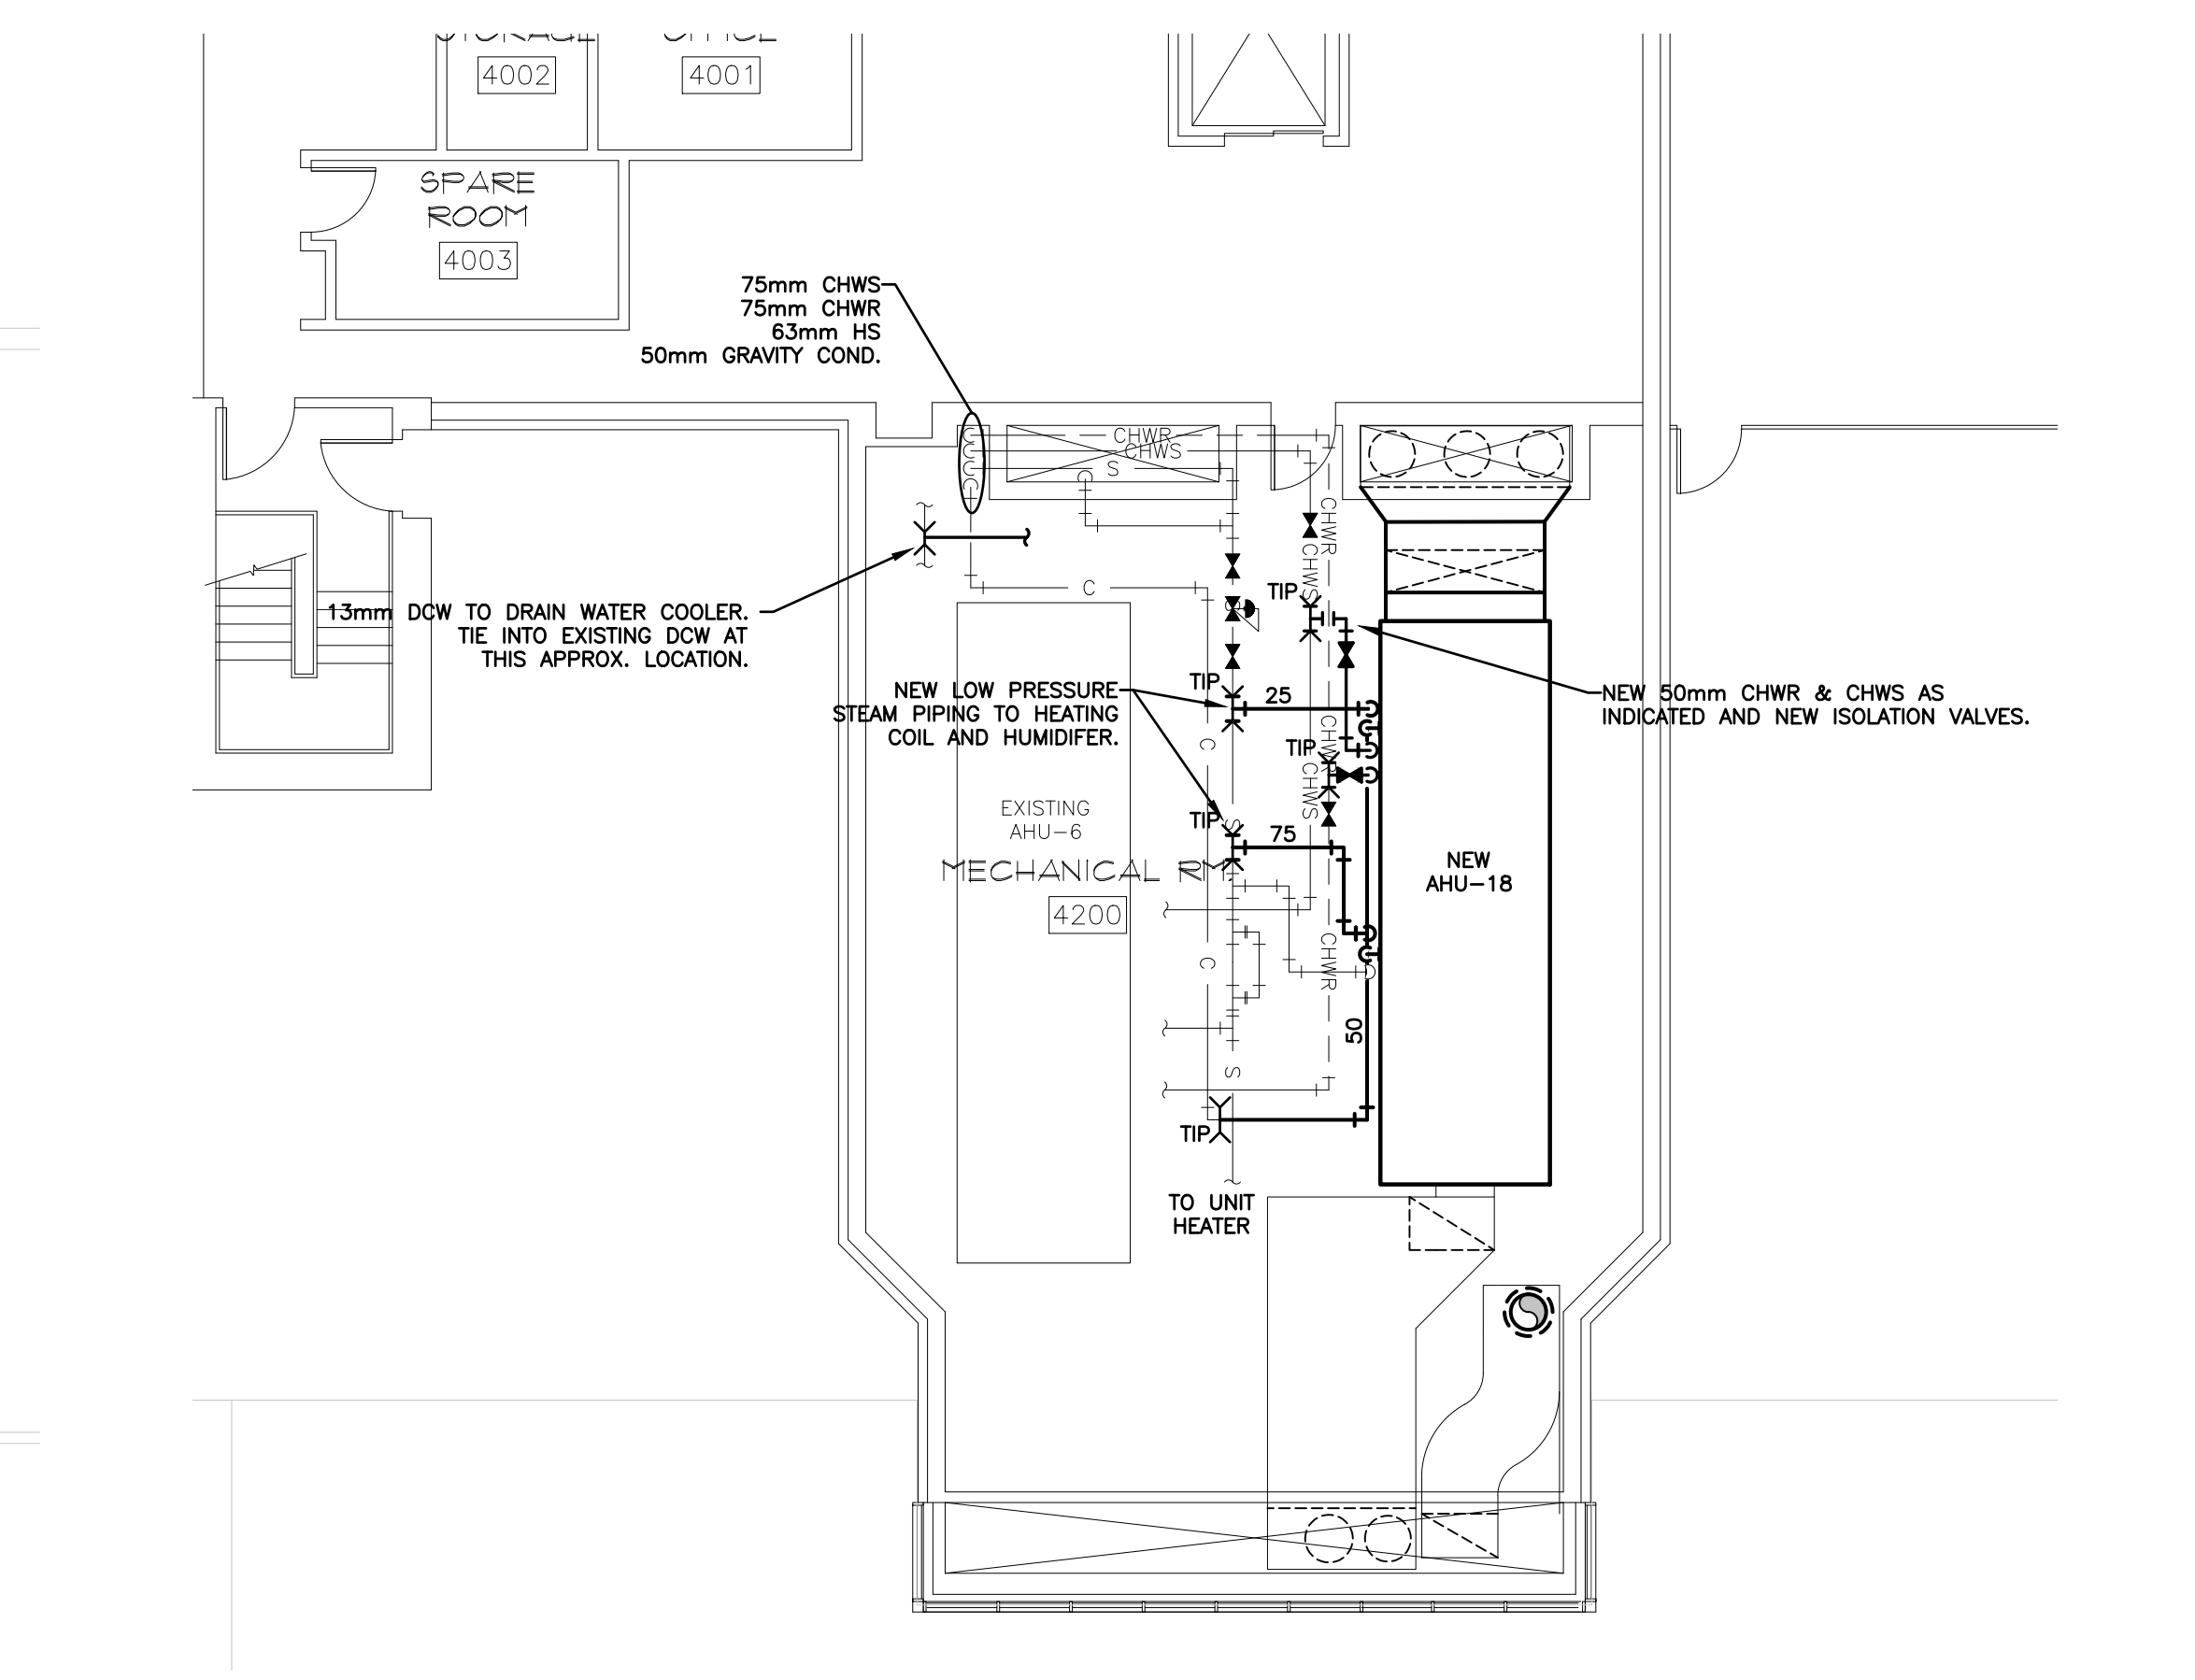 STORAGE
OFFICE
4002
4001
SPARE
ROOM
4003
75mm CHWS
75mm CHWR
63mm HS
50mm GRAVITY COND.
CHWR
CHWS
S
CHWR
CHWS
C
13mm DCW TO DRAIN WATER COOLER.
TIE INTO EXISTING DCW AT
THIS APPROX. LOCATION.
TIP
S
NEW LOW PRESSURE
STEAM PIPING TO HEATING
COIL AND HUMIDIFER.
TIP
25
NEW 50mm CHWR & CHWS AS
INDICATED AND NEW ISOLATION VALVES.
C
CHWR
TIP
CHWS
EXISTING
AHU-6
TIP
S
75
MECHANICAL RM.
4200
NEW
AHU-18
C
CHWR
50
S
TIP
TO UNIT
HEATER